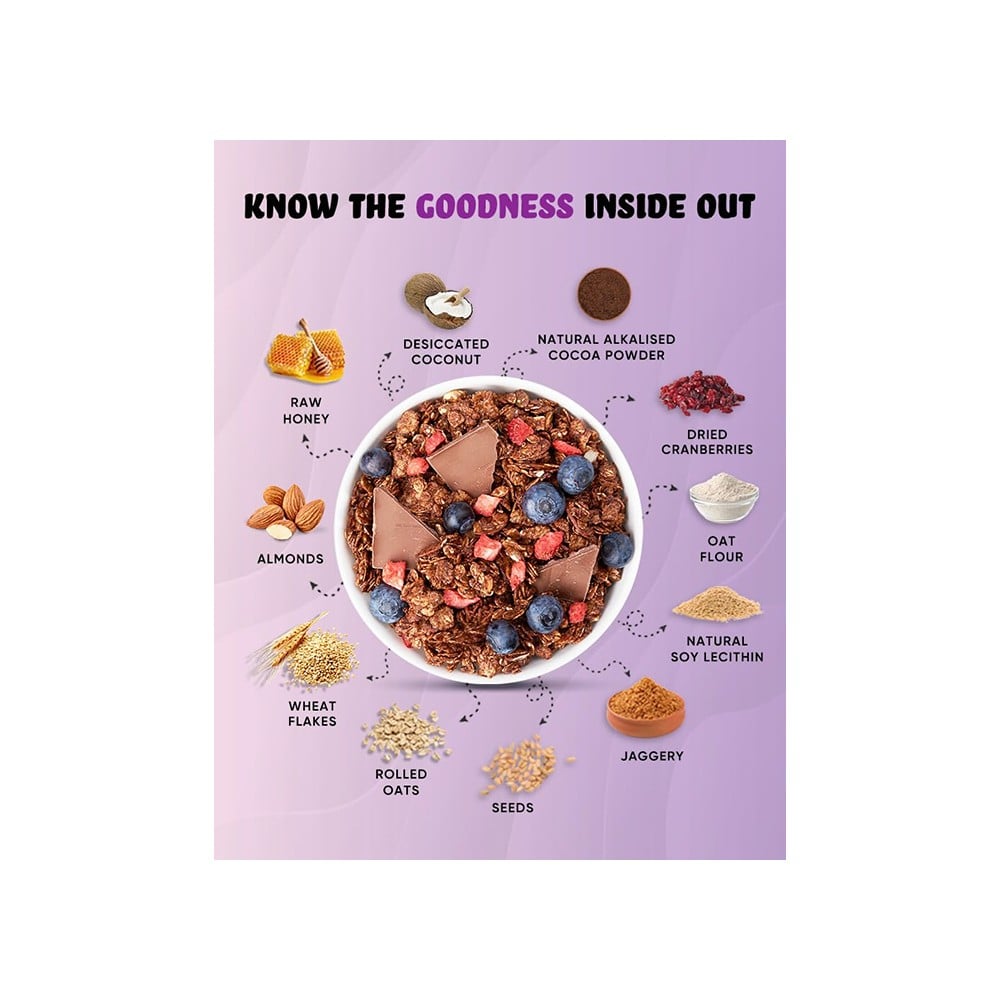 KNOW THE GOODNESS INSIDE OUT
DESICCATED
COCONUT
NATURAL ALKALISED
COCOA POWDER
RAW
HONEY
DRIED
CRANBERRIES
ALMONDS
OAT
FLOUR
NATURAL
SOY LECITHIN
WHEAT
FLAKES
JAGGERY
ROLLED
OATS
SEEDS